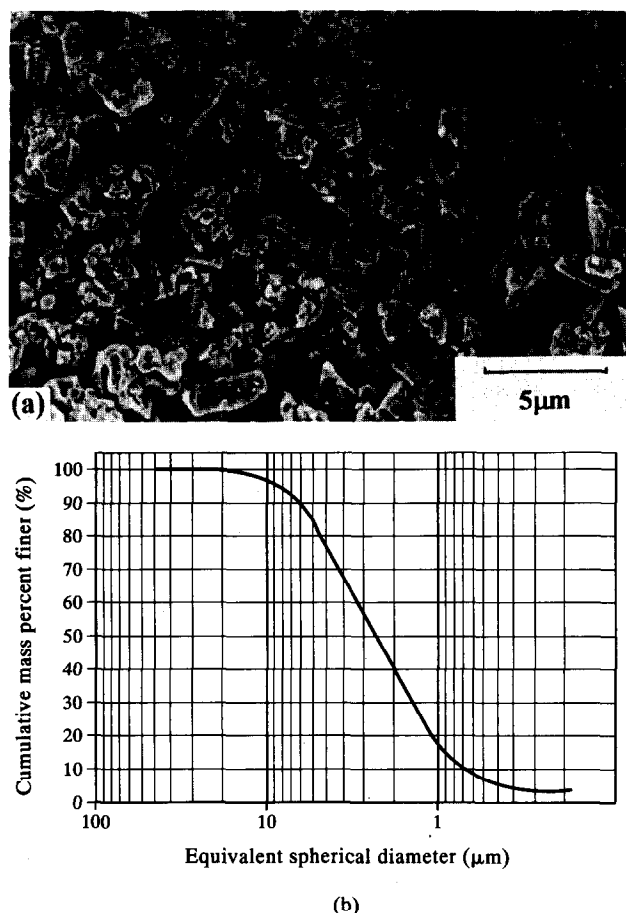 (a)
5μm
100
90
80
70
60
50
40
30
20
10
0
Cumulative mass percent finer (%)
100 10 1
Equivalent spherical diameter (μm)
(b)